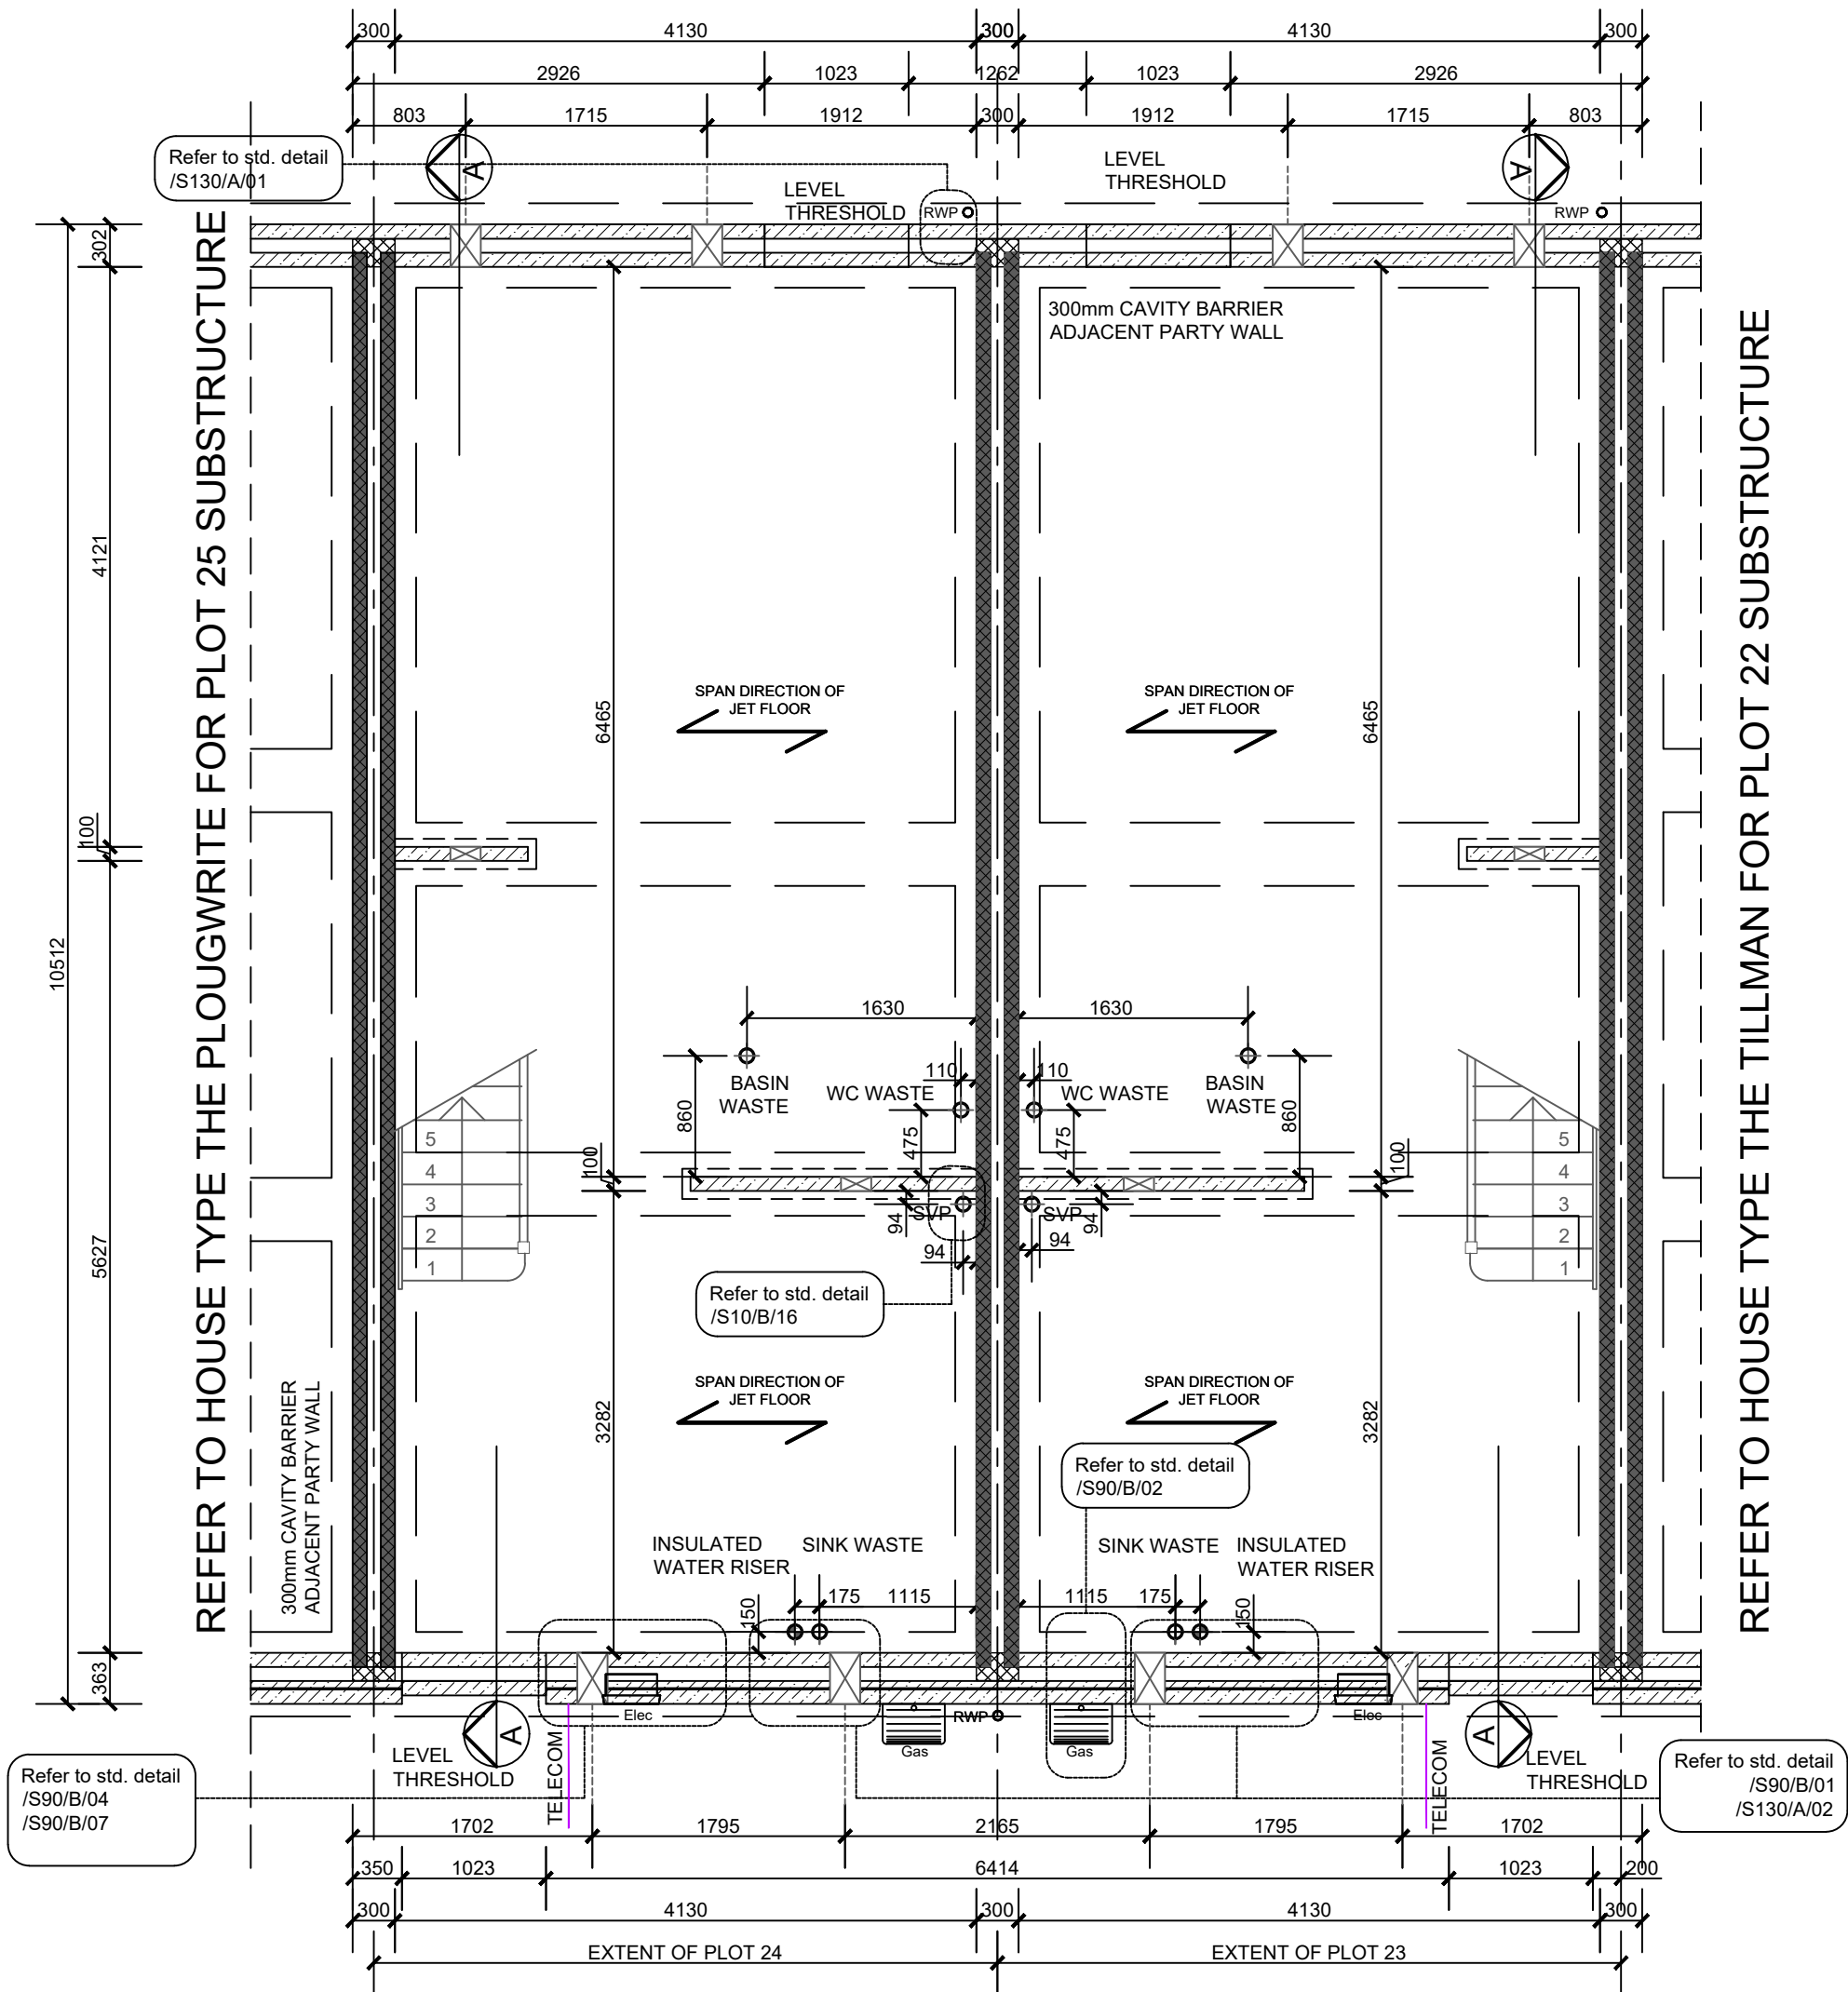 300 4130 300 4130 300
2926 1023 1262 1023 2926
803 1715 1912 300 1912 1715 803
Refer to std. detail
/S130/A/01
A
LEVEL
THRESHOLD
RWP
LEVEL
THRESHOLD
A
RWP
302
4121
100
5627
363
10512
REFER TO HOUSE TYPE THE PLOUGWRITE FOR PLOT 25 SUBSTRUCTURE
REFER TO HOUSE TYPE THE TILLMAN FOR PLOT 22 SUBSTRUCTURE
300mm CAVITY BARRIER
ADJACENT PARTY WALL
SPAN DIRECTION OF
JET FLOOR
SPAN DIRECTION OF
JET FLOOR
6465
6465
1630 1630
110 110
BASIN
WASTE
WC WASTE
WC WASTE
BASIN
WASTE
860
475
475
860
100
100
5
4
3
2
1
5
4
3
2
1
SVP
SVP
94
94
94
94
Refer to std. detail
/S10/B/16
SPAN DIRECTION OF
JET FLOOR
SPAN DIRECTION OF
JET FLOOR
3282
3282
300mm CAVITY BARRIER
ADJACENT PARTY WALL
Refer to std. detail
/S90/B/02
INSULATED
WATER RISER
SINK WASTE
SINK WASTE
INSULATED
WATER RISER
150 175 1115 1115 175 150
Elec
Gas
RWP
Gas
Elec
A
A
LEVEL
THRESHOLD
TELECOM
TELECOM
LEVEL
THRESHOLD
Refer to std. detail
/S90/B/04
/S90/B/07
Refer to std. detail
/S90/B/01
/S130/A/02
1702 1795 2165 1795 1702
350 1023 6414 1023 200
300 4130 300 4130 300
EXTENT OF PLOT 24 EXTENT OF PLOT 23